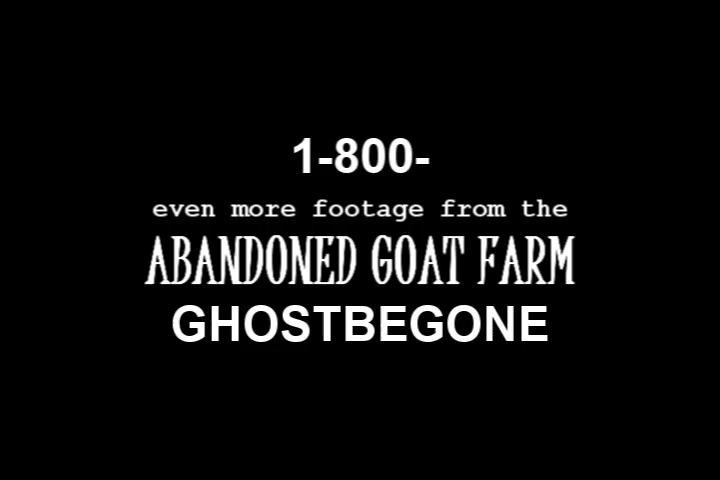 1-800-
even more footage from the
ABANDONED GOAT FARM
GHOSTBEGONE